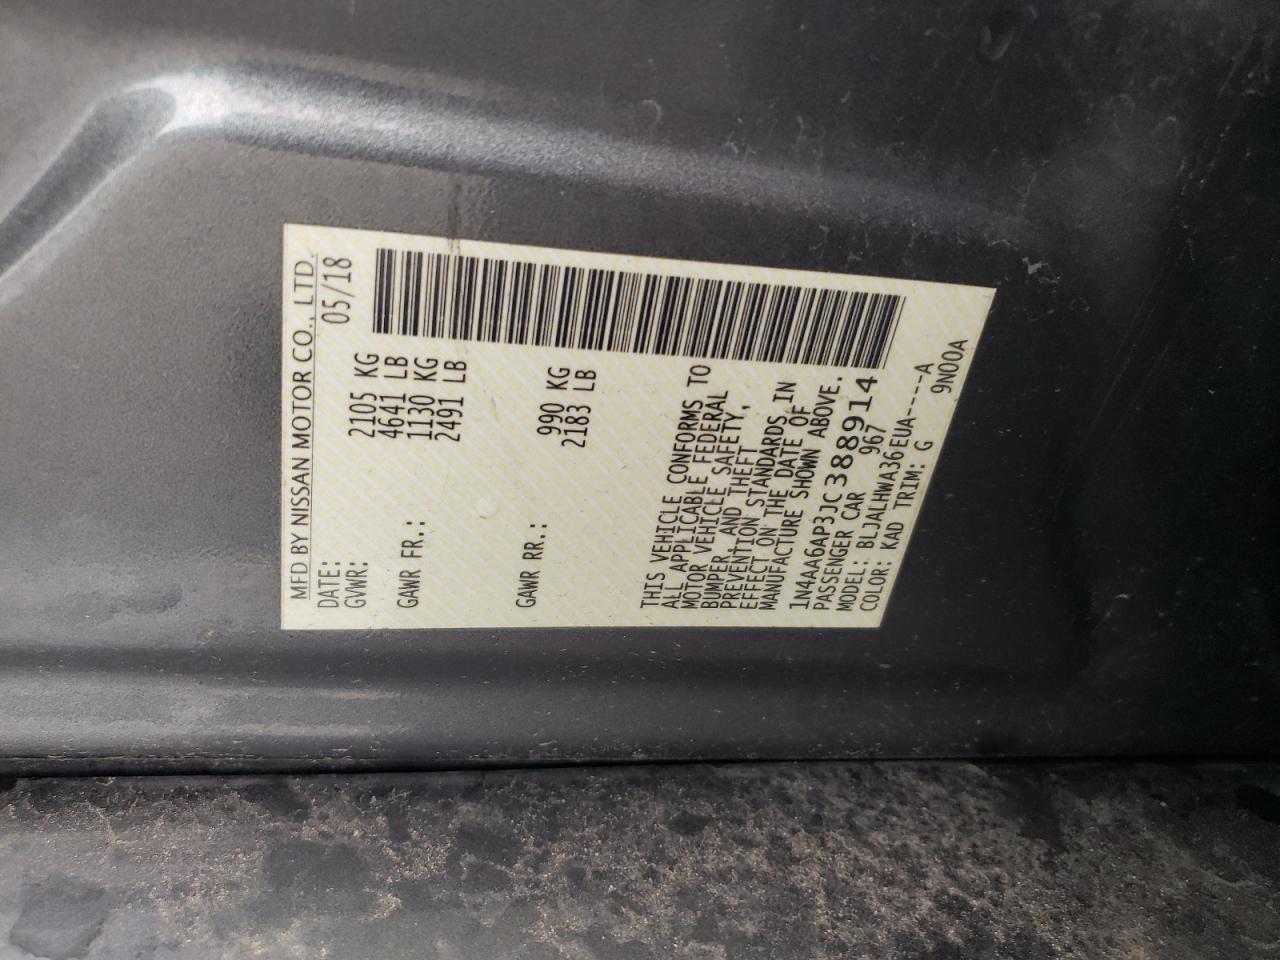 MFD BY NISSAN MOTOR CO., LTD.
DATE: 05/18
GVWR: 2105 KG
4641 LB
GAWR FR.: 1130 KG
2491 LB
GAWR RR.: 990 KG
2183 LB
THIS VEHICLE CONFORMS TO
ALL APPLICABLE FEDERAL
MOTOR VEHICLE SAFETY,
BUMPER, AND THEFT
PREVENTION STANDARDS IN
EFFECT ON THE DATE OF
MANUFACTURE SHOWN ABOVE.
1N4AA6AP3JC388914
PASSENGER CAR 967
MODEL: BLJALHWA36EUA----A
COLOR: KAD TRIM: G 9N00A